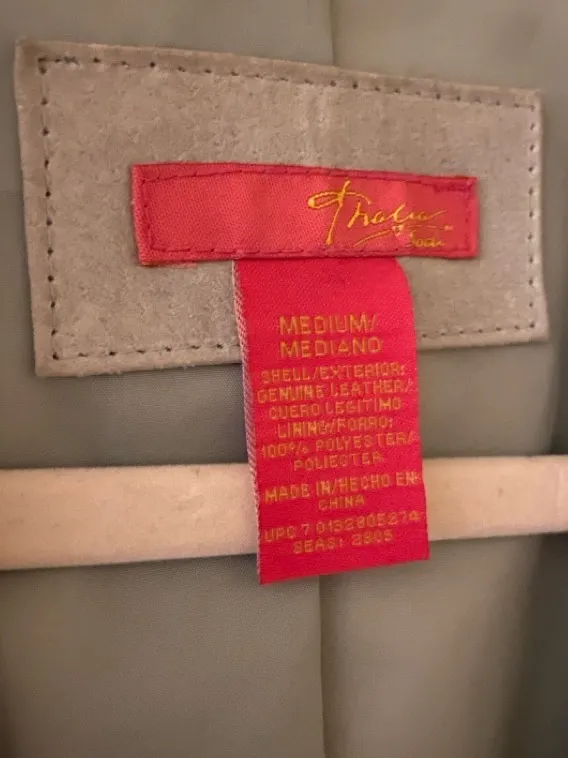 Thalia
Sodi
MEDIUM/
MEDIANO
SHELL/EXTERIOR:
GENUINE LEATHER/
CUERO LEGITIMO
LINING/FORRO:
100% POLYESTER/
POLIESTER
MADE IN/HECHO EN
CHINA
UPC 7 0132805274
SEAS: 2805